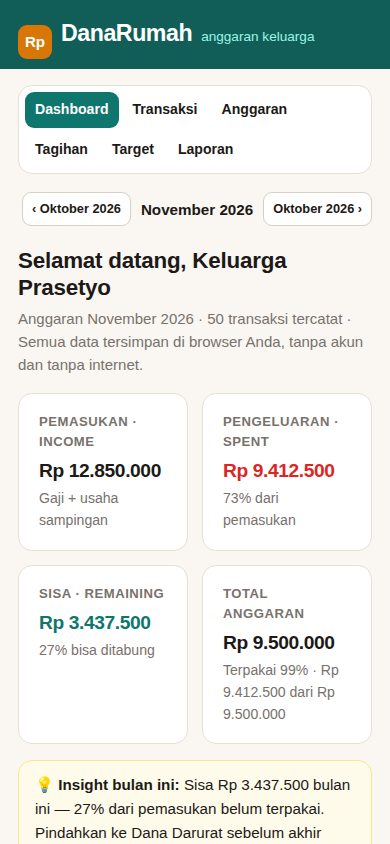 Rp DanaRumah anggaran keluarga
Dashboard Transaksi Anggaran
Tagihan Target Laporan
‹ Oktober 2026 November 2026 Oktober 2026 ›
Selamat datang, Keluarga
Prasetyo
Anggaran November 2026 · 50 transaksi tercatat ·
Semua data tersimpan di browser Anda, tanpa akun
dan tanpa internet.
PEMASUKAN ·
INCOME
Rp 12.850.000
Gaji + usaha
sampingan
PENGELUARAN ·
SPENT
Rp 9.412.500
73% dari
pemasukan
SISA · REMAINING
Rp 3.437.500
27% bisa ditabung
TOTAL
ANGGARAN
Rp 9.500.000
Terpakai 99% · Rp
9.412.500 dari Rp
9.500.000
💡 Insight bulan ini: Sisa Rp 3.437.500 bulan
ini — 27% dari pemasukan belum terpakai.
Pindahkan ke Dana Darurat sebelum akhir